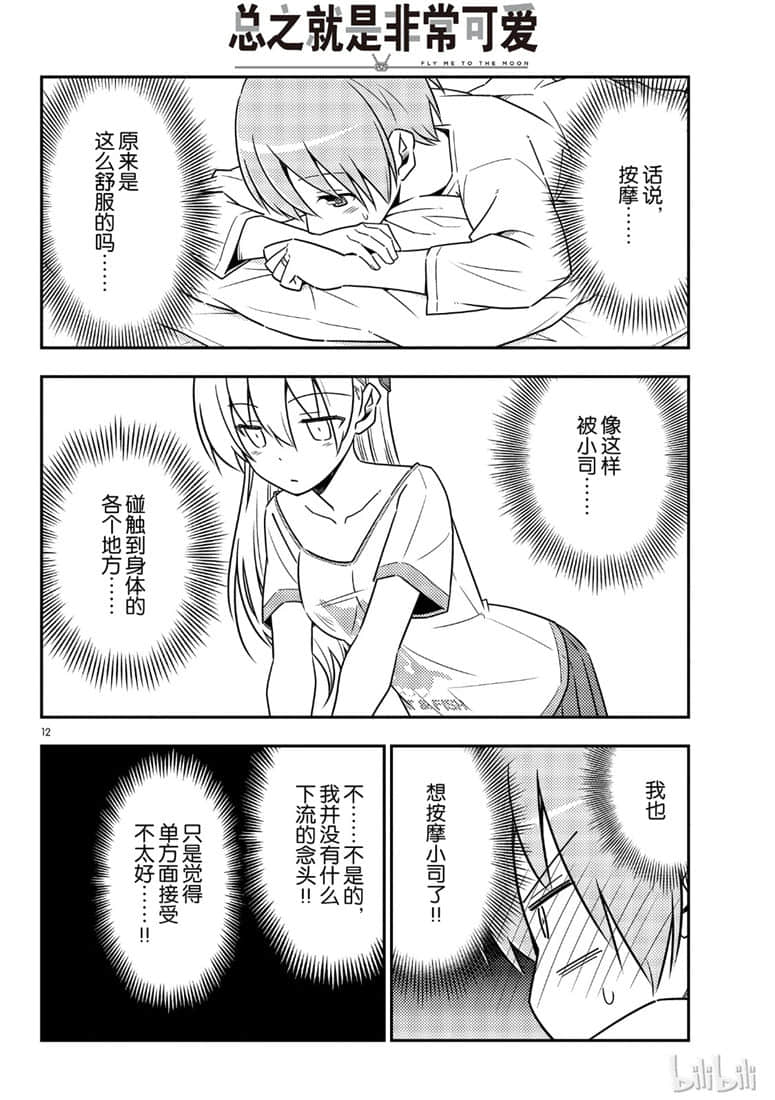 总之就是非常可爱
FLY ME TO THE MOON
话说，
按摩……
原来是
这么舒服的吗……
像这样
被小司……
碰触到身体的
各个地方……
12
我也
想按摩小司了!!
不……不是的，
我并没有什么
下流的念头!!
只是觉得
单方面接受
不太好……!!
bilibili